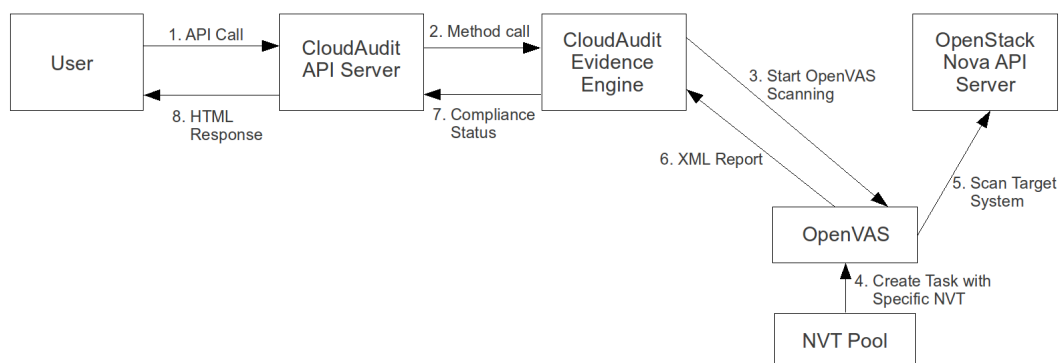 User
1. API Call
8. HTML
Response
CloudAudit
API Server
2. Method call
7. Compliance
Status
CloudAudit
Evidence
Engine
3. Start OpenVAS
Scanning
6. XML Report
OpenStack
Nova API
Server
5. Scan Target
System
OpenVAS
4. Create Task with
Specific NVT
NVT Pool